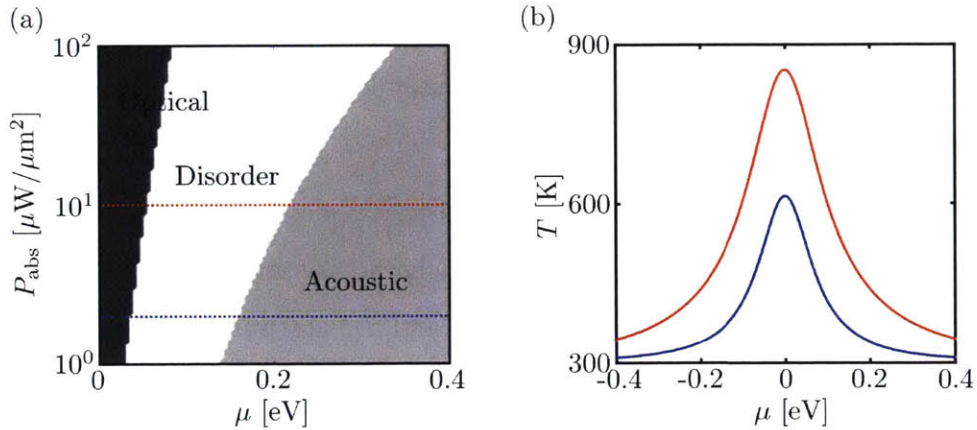 (a)
10²
Optical
Disorder
10¹
Acoustic
10⁰
P_abs [μW/μm²]
0
0.2
0.4
μ [eV]
(b)
900
600
300
T [K]
-0.4
-0.2
0
0.2
0.4
μ [eV]